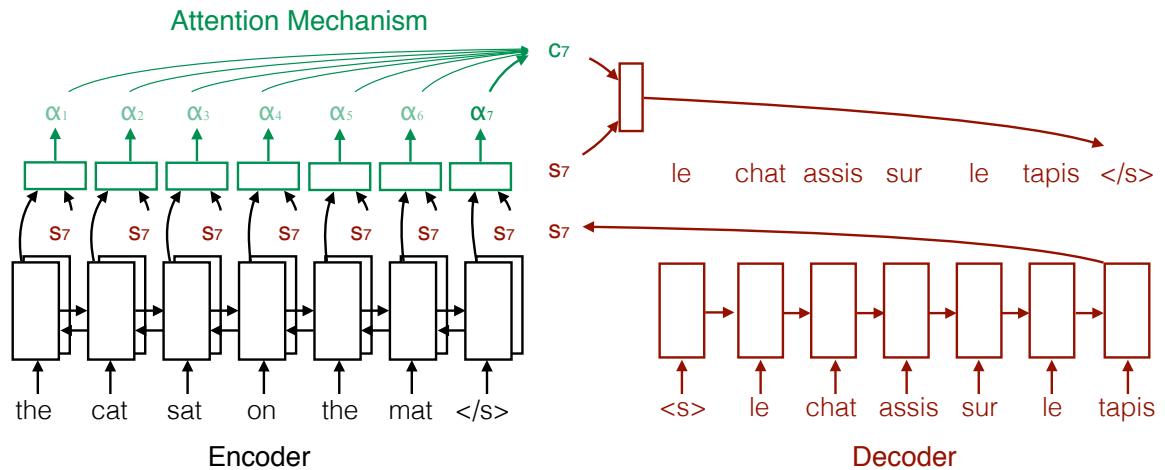 Attention Mechanism
c₇
α₁ α₂ α₃ α₄ α₅ α₆ α₇
s₇ le chat assis sur le tapis </s>
s₇ s₇ s₇ s₇ s₇ s₇ s₇ s₇
the cat sat on the mat </s> <s> le chat assis sur le tapis
Encoder Decoder